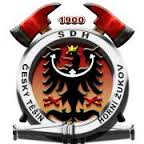 1900
SDH
ČESKÝ TĚŠÍN
HORNÍ ŽUKOV